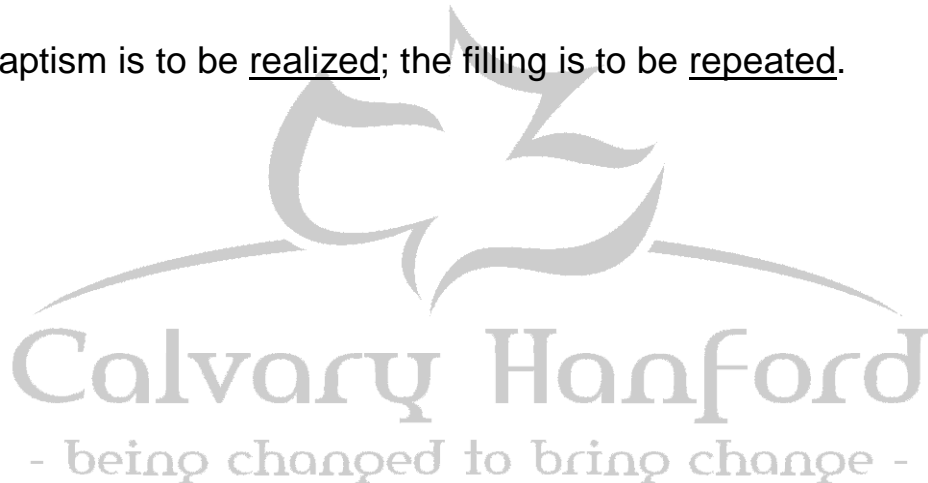 aptism is to be realized; the filling is to be repeated.
Calvary Hanford
- being changed to bring change -